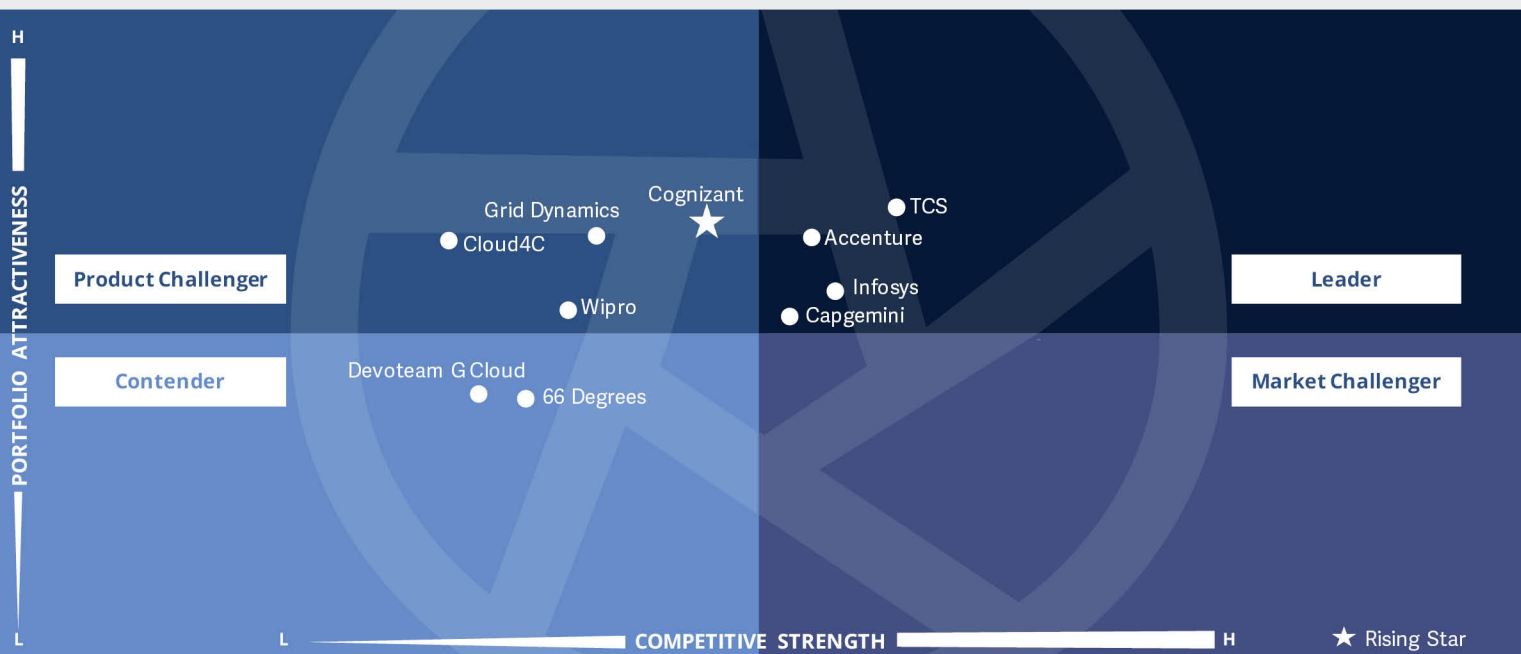 H
PORTFOLIO ATTRACTIVENESS
L
Cognizant
Grid Dynamics
TCS
Cloud4C
Accenture
Product Challenger
Leader
Infosys
Wipro
Capgemini
Devoteam G Cloud
Contender
Market Challenger
66 Degrees
L
COMPETITIVE STRENGTH
H
Rising Star